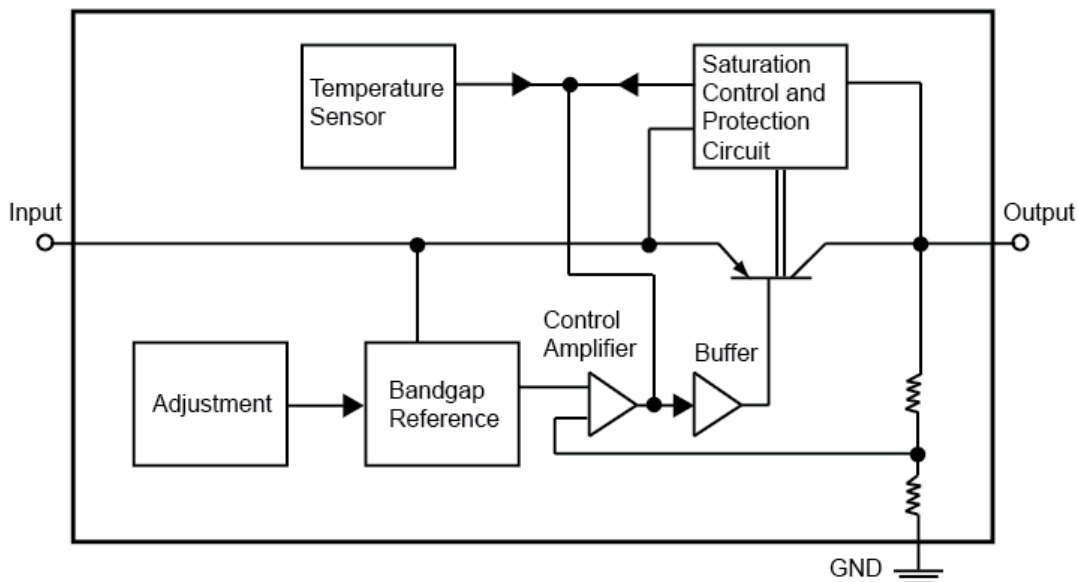 Temperature
Sensor
Saturation
Control and
Protection
Circuit
Input
Output
Control
Amplifier
Buffer
Adjustment
Bandgap
Reference
GND